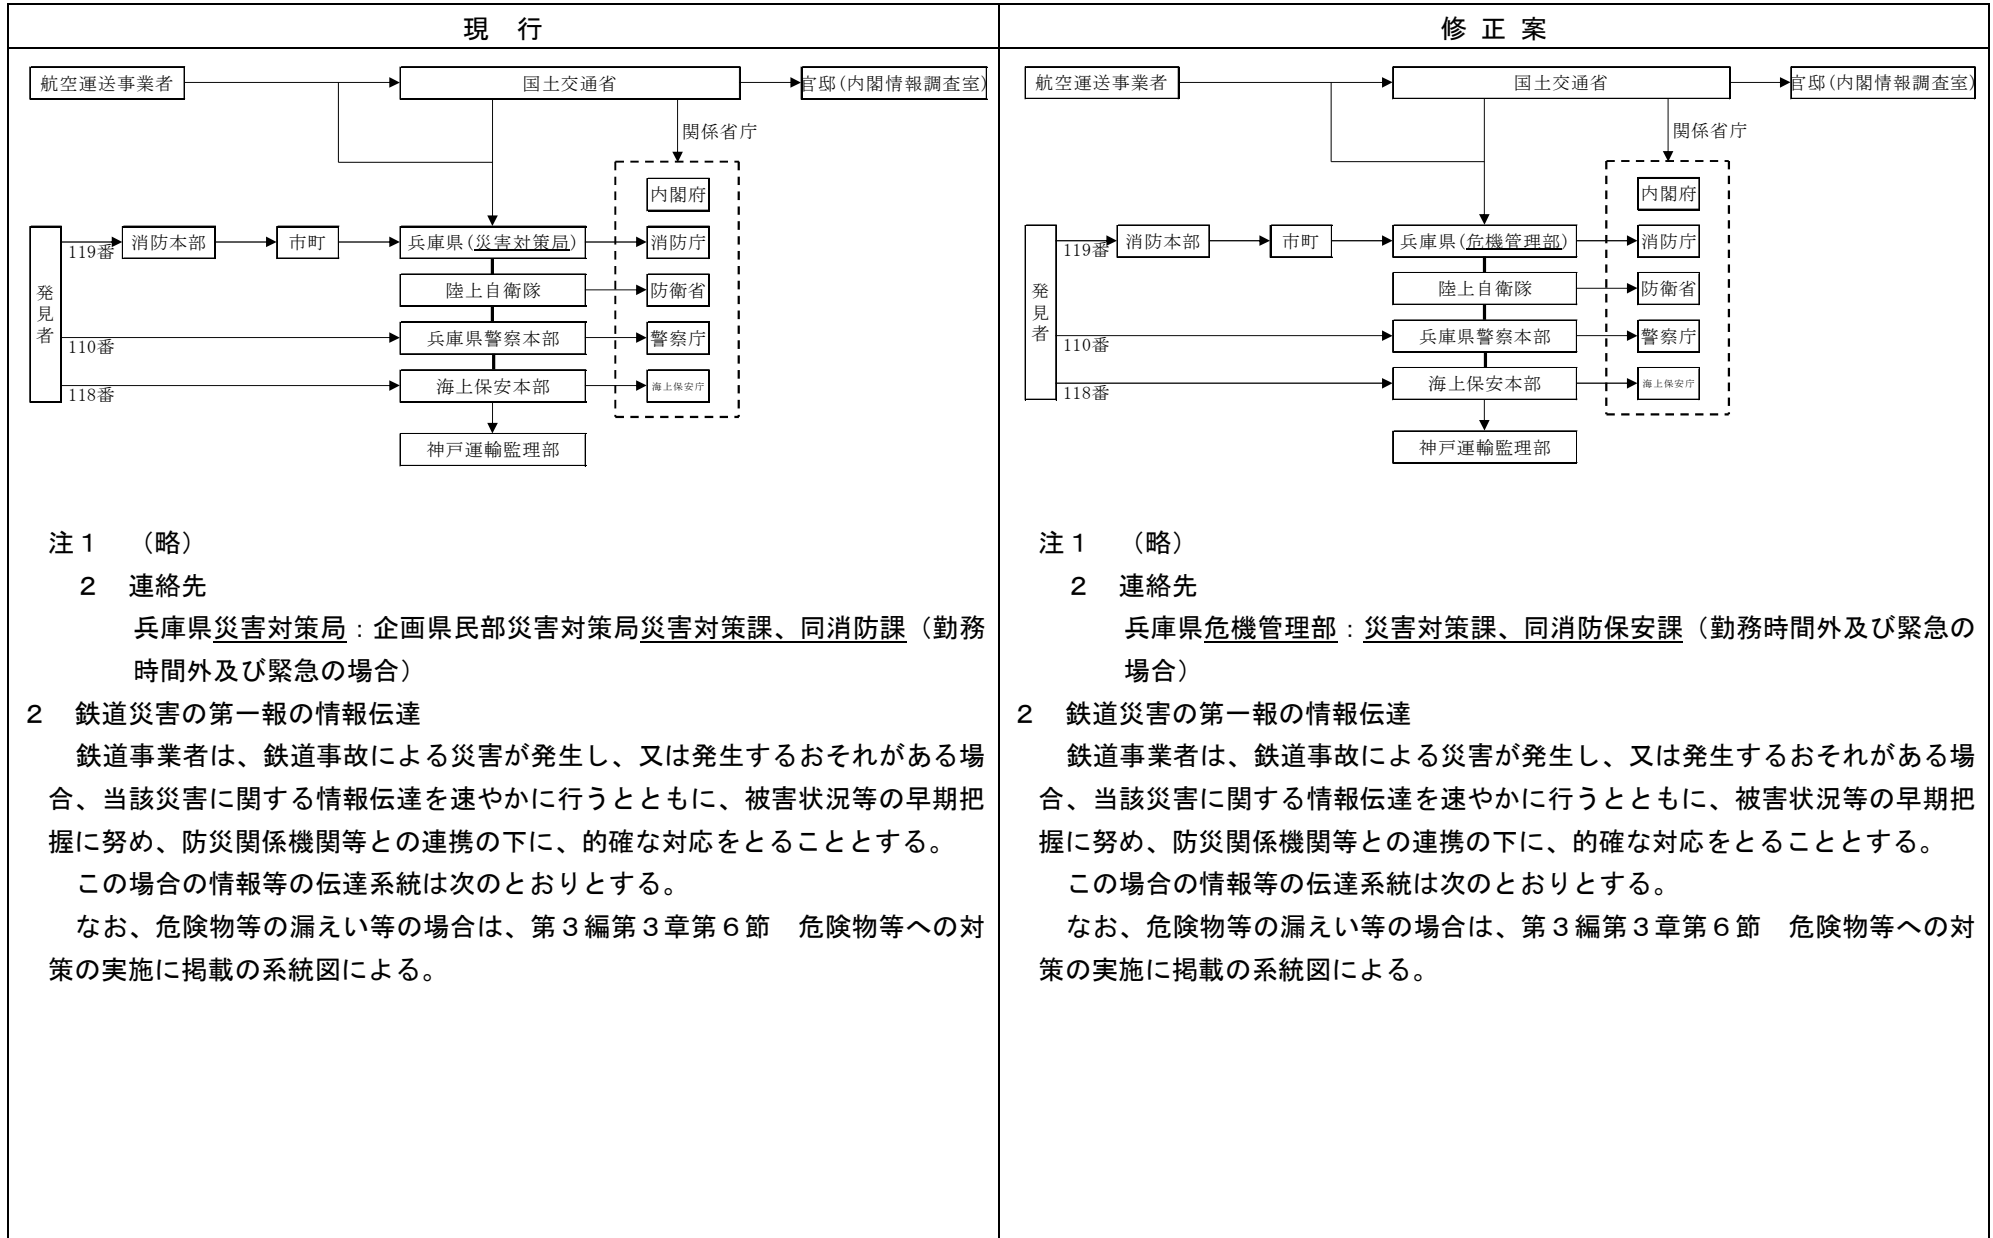 現　行
航空運送事業者
国土交通省
官邸(内閣情報調査室)
関係省庁
内閣府
発見者
119番
消防本部
市町
兵庫県(災害対策局)
消防庁
陸上自衛隊
防衛省
110番
兵庫県警察本部
警察庁
118番
海上保安本部
海上保安庁
神戸運輸監理部
注１　（略）
２　連絡先
兵庫県災害対策局：企画県民部災害対策局災害対策課、同消防課（勤務
時間外及び緊急の場合）
２　鉄道災害の第一報の情報伝達
鉄道事業者は、鉄道事故による災害が発生し、又は発生するおそれがある場
合、当該災害に関する情報伝達を速やかに行うとともに、被害状況等の早期把
握に努め、防災関係機関等との連携の下に、的確な対応をとることとする。
この場合の情報等の伝達系統は次のとおりとする。
なお、危険物等の漏えい等の場合は、第３編第３章第６節　危険物等への対
策の実施に掲載の系統図による。
修 正 案
航空運送事業者
国土交通省
官邸(内閣情報調査室)
関係省庁
内閣府
発見者
119番
消防本部
市町
兵庫県(危機管理部)
消防庁
陸上自衛隊
防衛省
110番
兵庫県警察本部
警察庁
118番
海上保安本部
海上保安庁
神戸運輸監理部
注１　（略）
２　連絡先
兵庫県危機管理部：災害対策課、同消防保安課（勤務時間外及び緊急の
場合）
２　鉄道災害の第一報の情報伝達
鉄道事業者は、鉄道事故による災害が発生し、又は発生するおそれがある場
合、当該災害に関する情報伝達を速やかに行うとともに、被害状況等の早期把
握に努め、防災関係機関等との連携の下に、的確な対応をとることとする。
この場合の情報等の伝達系統は次のとおりとする。
なお、危険物等の漏えい等の場合は、第３編第３章第６節　危険物等への対
策の実施に掲載の系統図による。